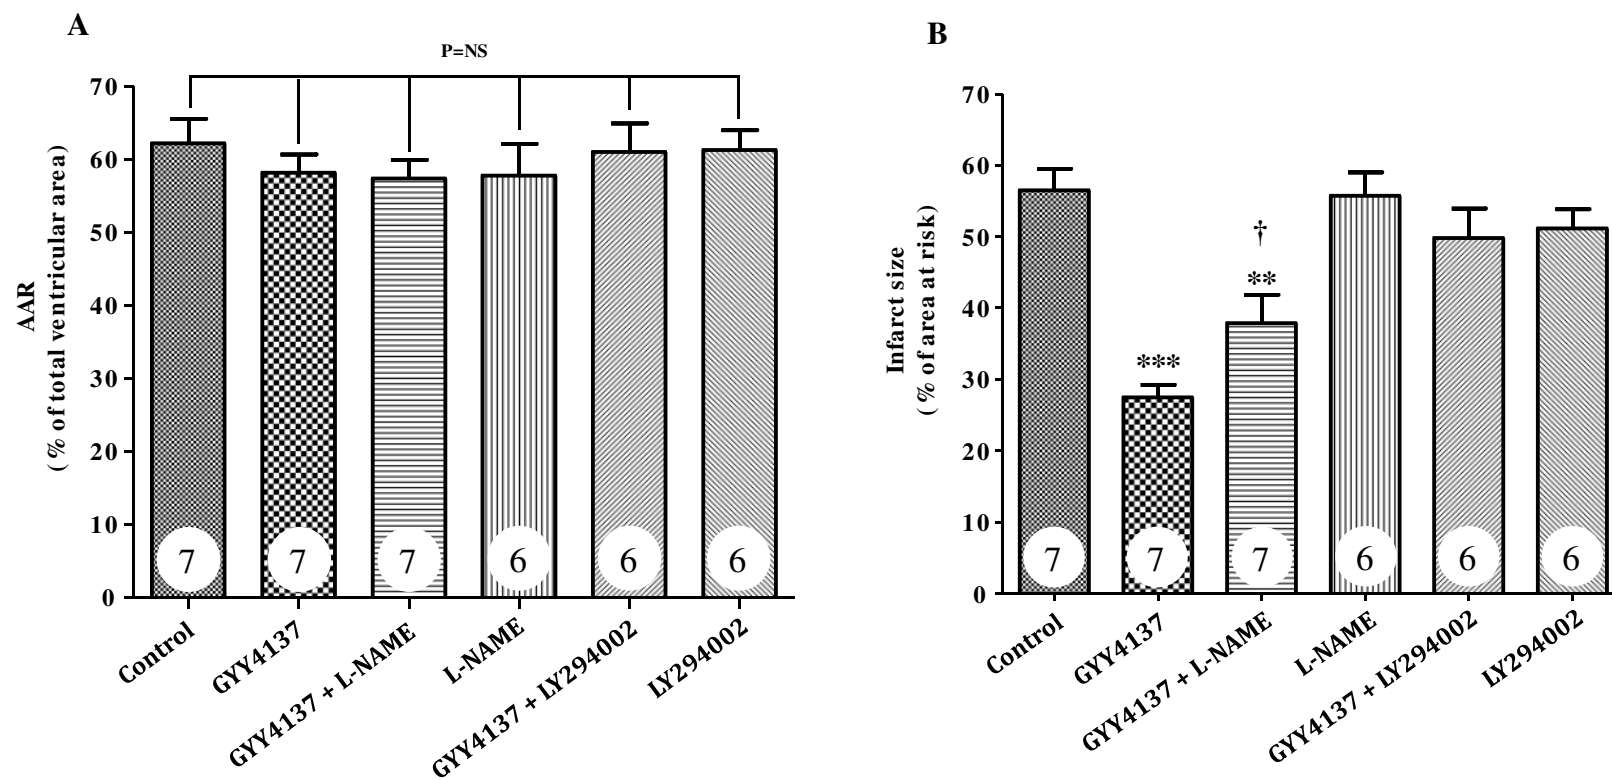 A
P=NS
70
60
50
40
30
20
10
0
AAR
( % of total ventricular area)
7
7
7
6
6
6
Control
GYY4137
GYY4137 + L-NAME
L-NAME
GYY4137 + LY294002
LY294002
B
70
60
50
40
30
20
10
0
Infarct size
( % of area at risk)
***
†
**
7
7
7
6
6
6
Control
GYY4137
GYY4137 + L-NAME
L-NAME
GYY4137 + LY294002
LY294002